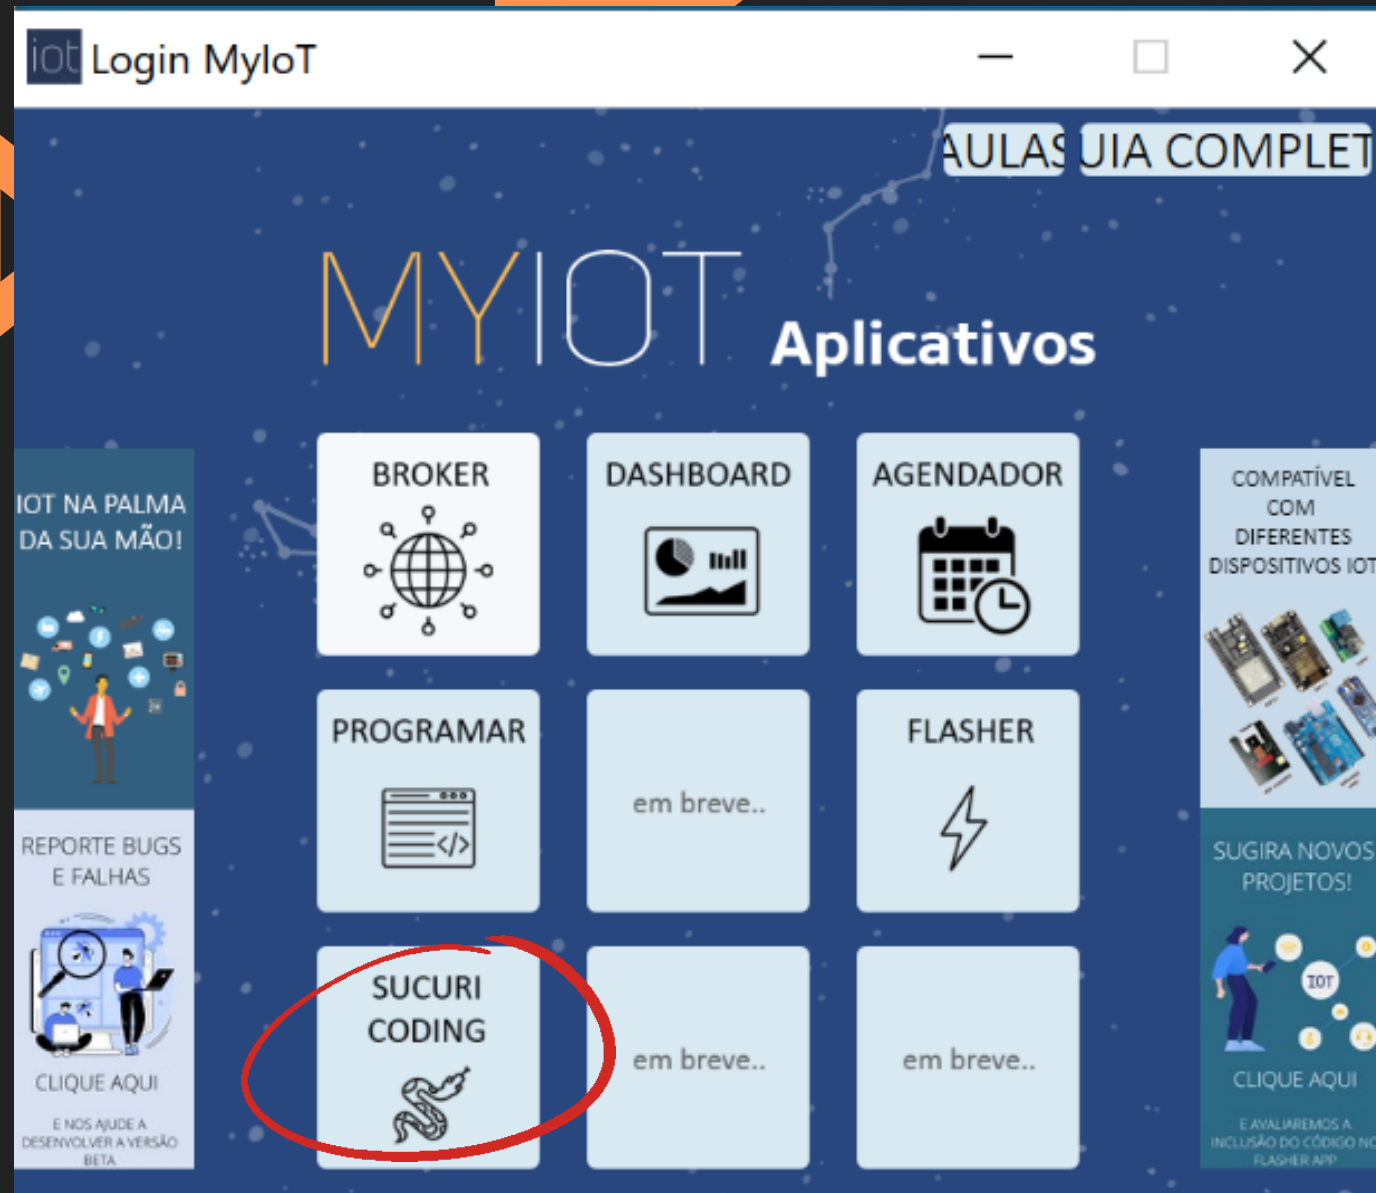 iot Login MyIoT
AULAS UIA COMPLET
MYIOT Aplicativos
IOT NA PALMA
DA SUA MÃO!
REPORTE BUGS
E FALHAS
CLIQUE AQUI
E NOS AJUDE A
DESENVOLVER A VERSÃO
BETA
BROKER
DASHBOARD
AGENDADOR
PROGRAMAR
em breve..
FLASHER
SUCURI
CODING
em breve..
em breve..
COMPATÍVEL
COM
DIFERENTES
DISPOSITIVOS IOT
SUGIRA NOVOS
PROJETOS!
IOT
CLIQUE AQUI
E AVALIAREMOS A
INCLUSÃO DO CÓDIGO NO
FLASHER APP